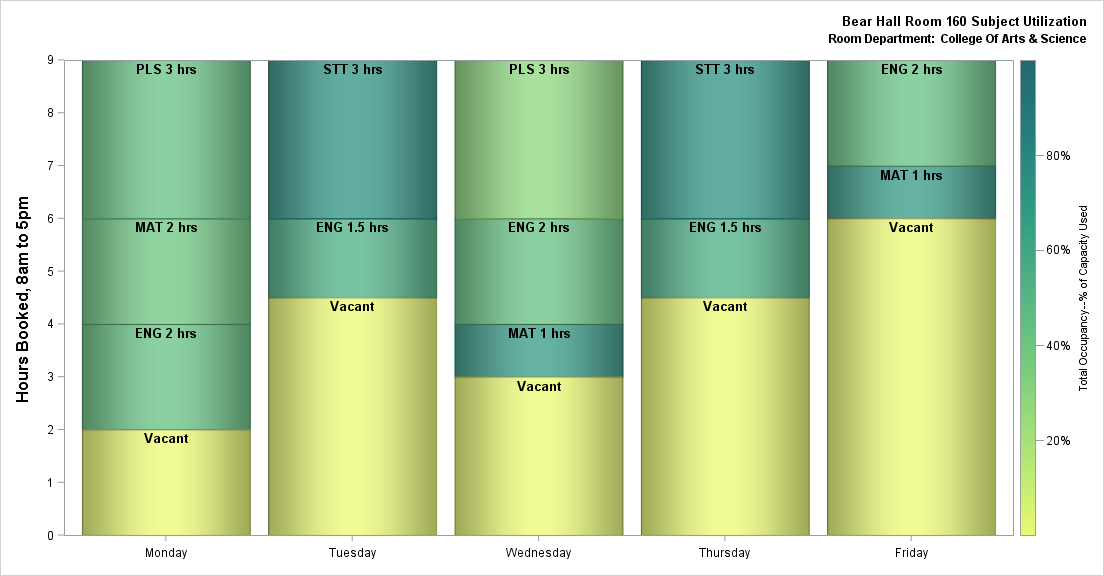 Bear Hall Room 160 Subject Utilization
Room Department: College Of Arts & Science
Hours Booked, 8am to 5pm
9
8
7
6
5
4
3
2
1
0
PLS 3 hrs
MAT 2 hrs
ENG 2 hrs
Vacant
Monday
STT 3 hrs
ENG 1.5 hrs
Vacant
Tuesday
PLS 3 hrs
ENG 2 hrs
MAT 1 hrs
Vacant
Wednesday
STT 3 hrs
ENG 1.5 hrs
Vacant
Thursday
ENG 2 hrs
MAT 1 hrs
Vacant
Friday
80%
60%
40%
20%
Total Occupancy--% of Capacity Used